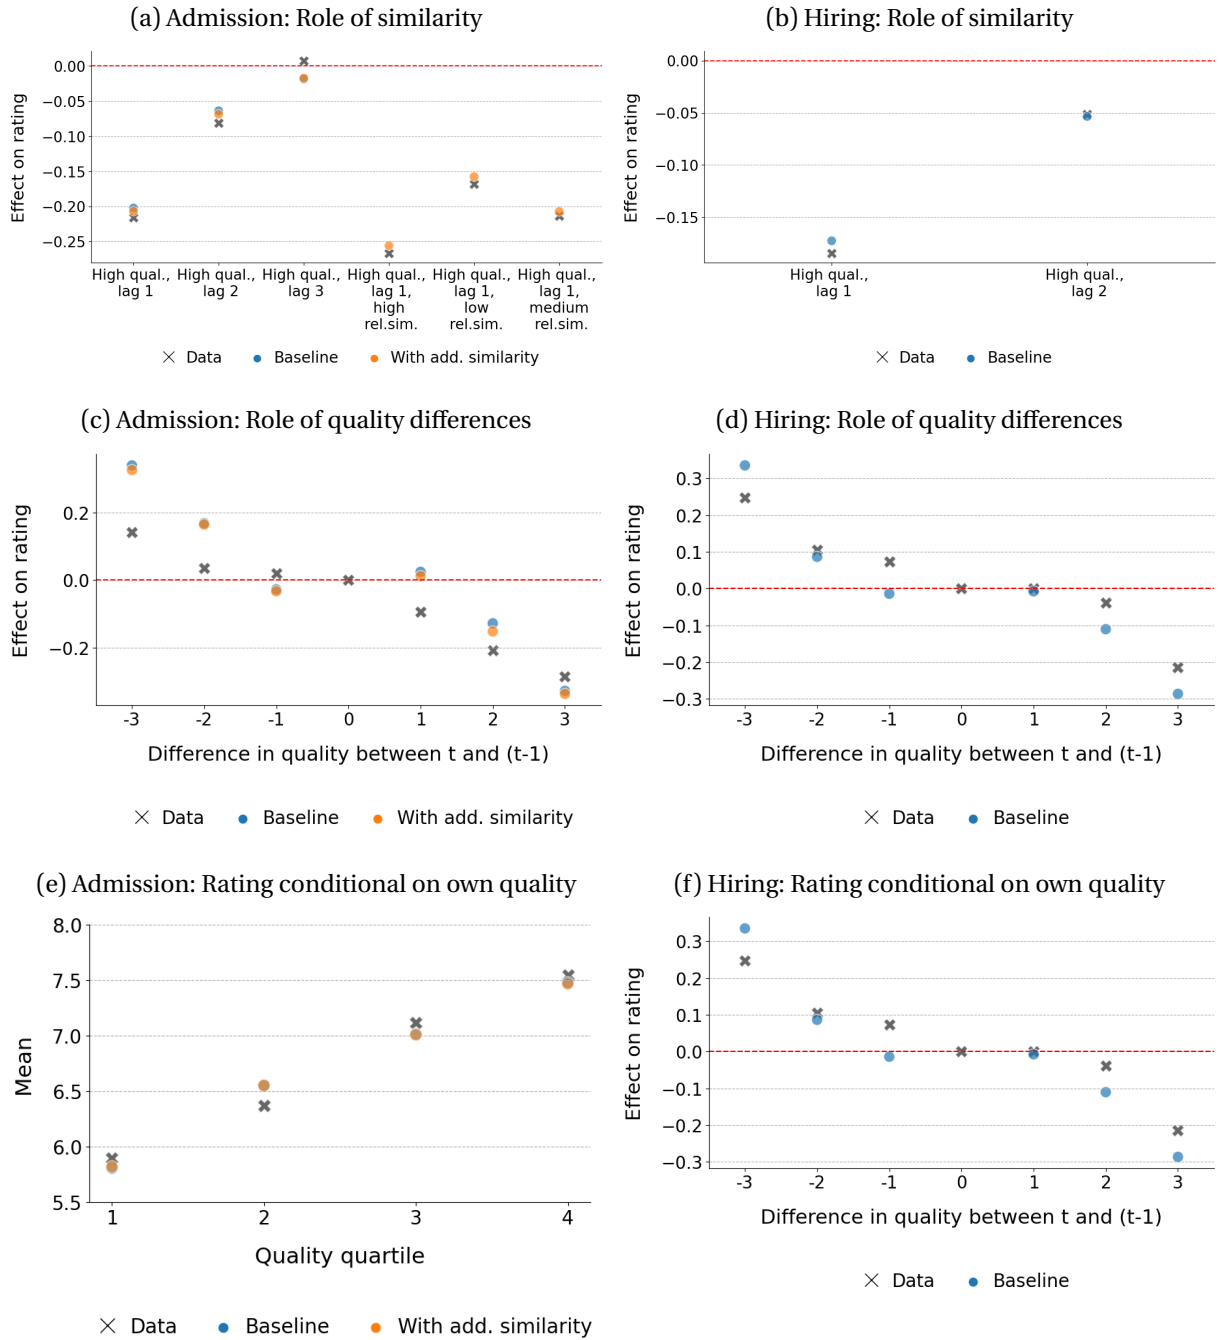 (a) Admission: Role of similarity
Effect on rating
0.00
−0.05
−0.10
−0.15
−0.20
−0.25
High qual., lag 1
High qual., lag 2
High qual., lag 3
High qual., lag 1, high rel.sim.
High qual., lag 1, low rel.sim.
High qual., lag 1, medium rel.sim.
Data Baseline With add. similarity
(b) Hiring: Role of similarity
Effect on rating
0.00
−0.05
−0.10
−0.15
High qual., lag 1
High qual., lag 2
Data Baseline
(c) Admission: Role of quality differences
Effect on rating
0.2
0.0
−0.2
-3 -2 -1 0 1 2 3
Difference in quality between t and (t-1)
Data Baseline With add. similarity
(d) Hiring: Role of quality differences
Effect on rating
0.3
0.2
0.1
0.0
−0.1
−0.2
−0.3
-3 -2 -1 0 1 2 3
Difference in quality between t and (t-1)
Data Baseline
(e) Admission: Rating conditional on own quality
Mean
8.0
7.5
7.0
6.5
6.0
5.5
1 2 3 4
Quality quartile
Data Baseline With add. similarity
(f) Hiring: Rating conditional on own quality
Effect on rating
0.3
0.2
0.1
0.0
−0.1
−0.2
−0.3
-3 -2 -1 0 1 2 3
Difference in quality between t and (t-1)
Data Baseline